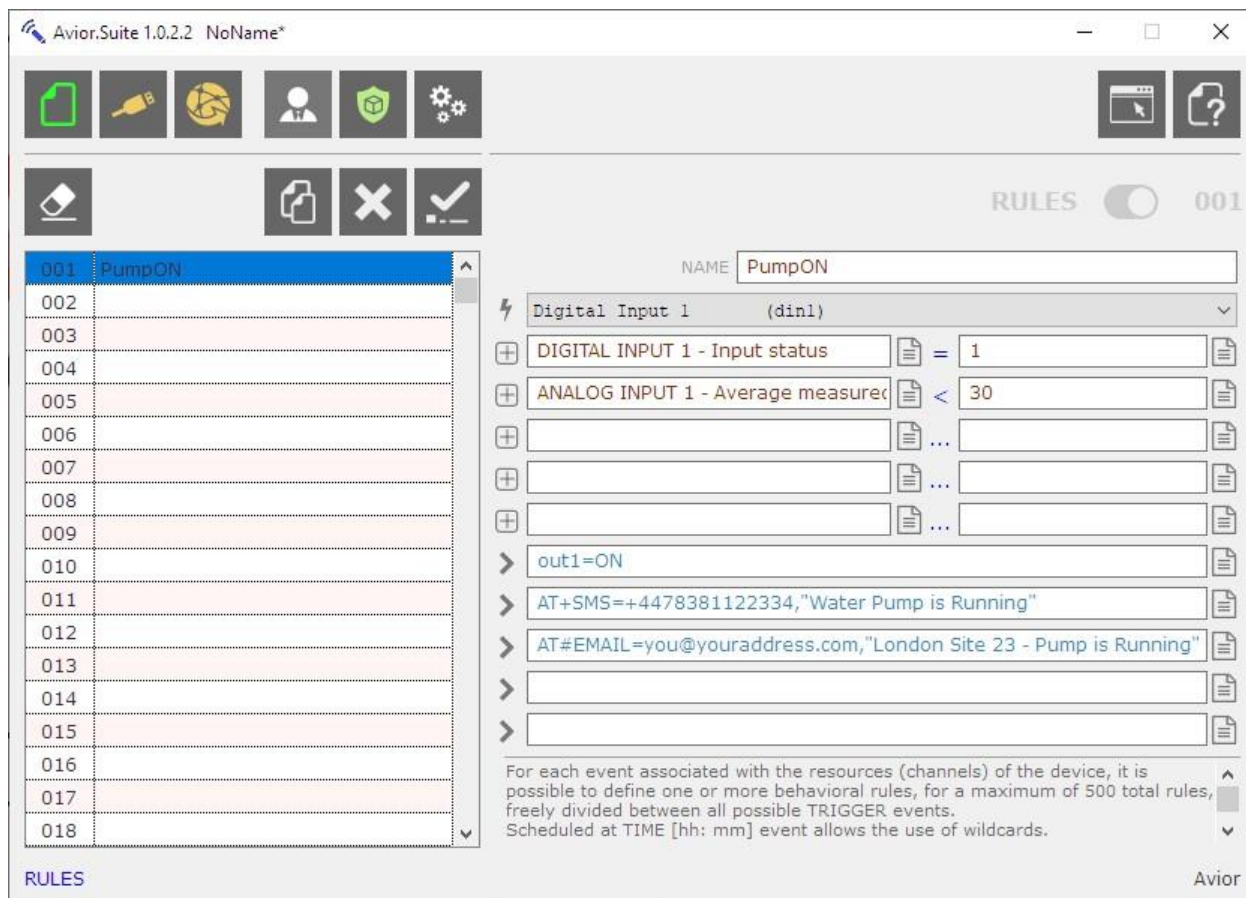 Avior.Suite 1.0.2.2 NoName*
RULES 001
001 PumpON
002
003
004
005
006
007
008
009
010
011
012
013
014
015
016
017
018
NAME PumpON
Digital Input 1 (din1)
DIGITAL INPUT 1 - Input status = 1
ANALOG INPUT 1 - Average measured < 30
...
...
...
out1=ON
AT+SMS=+4478381122334,"Water Pump is Running"
AT#EMAIL=you@youraddress.com,"London Site 23 - Pump is Running"
For each event associated with the resources (channels) of the device, it is
possible to define one or more behavioral rules, for a maximum of 500 total rules,
freely divided between all possible TRIGGER events.
Scheduled at TIME [hh: mm] event allows the use of wildcards.
RULES Avior